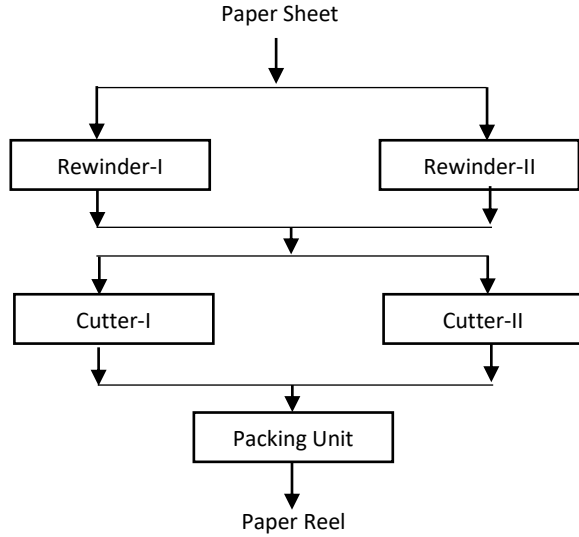 Paper Sheet
Rewinder-I
Rewinder-II
Cutter-I
Cutter-II
Packing Unit
Paper Reel